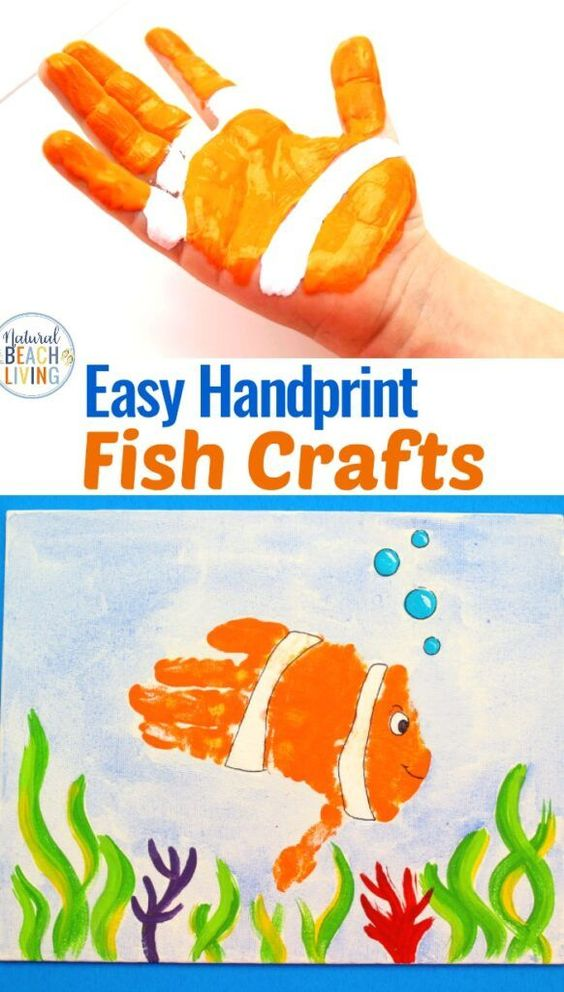 Natural
BEACH
LIVING
Easy Handprint
Fish Crafts